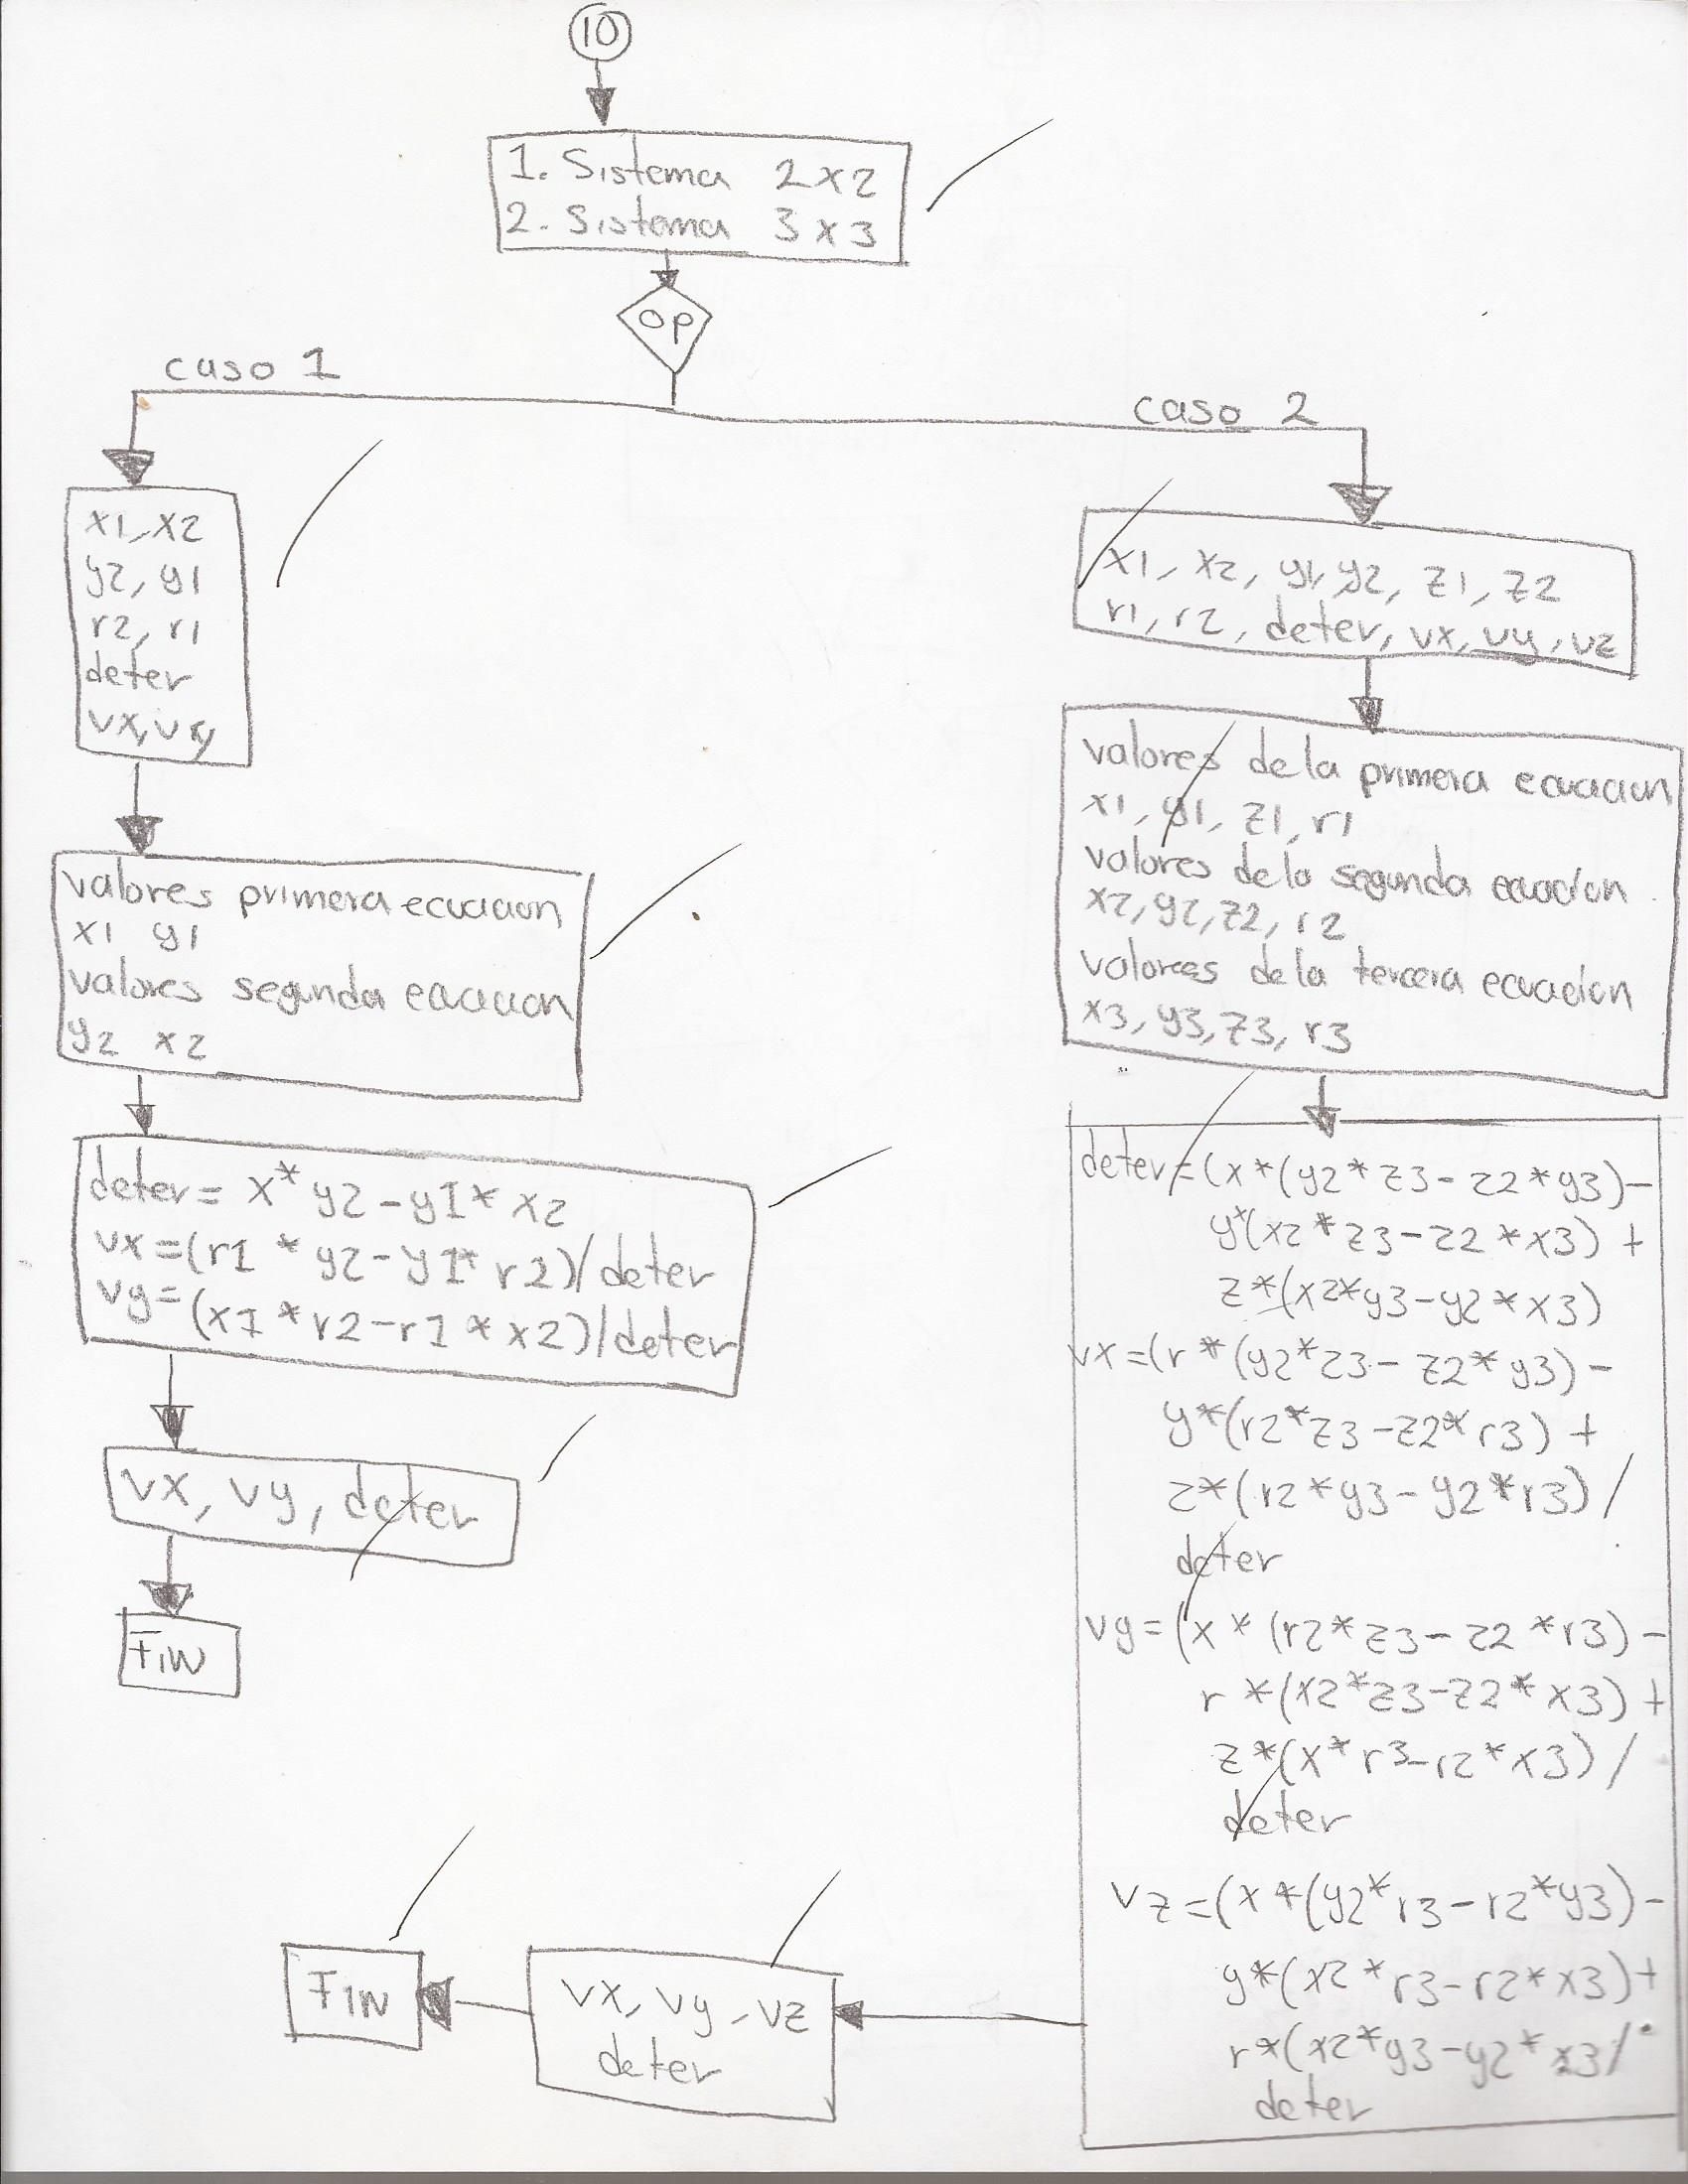 10
1. Sistema 2x2
2. Sistema 3x3
op
caso 1
caso 2
x1, x2
y2, y1
r2, r1
deter
vx, vy
valores primera ecuacion
x1 y1
valores segunda ecuacion
y2 x2
deter = x*y2-y1*x2
vx=(r1*y2-y1*r2)/deter
vy=(x1*r2-r1*x2)/deter
vx, vy, deter
Fin
x1, x2, y1, y2, z1, z2
r1, r2, deter, vx, vy, vz
valores de la primera ecuacion
x1, y1, z1, r1
valores de la segunda ecuacion
x2, y2, z2, r2
valores de la tercera ecuacion
x3, y3, z3, r3
deter=(x*(y2*z3-z2*y3)-
y*(x2*z3-z2*x3)+
z*(x2*y3-y2*x3)
vx=(r*(y2*z3-z2*y3)-
y*(r2*z3-z2*r3)+
z*(r2*y3-y2*r3)/
deter
vy=(x*(r2*z3-z2*r3)-
r*(x2*z3-z2*x3)+
z*(x*r3-r2*x3)/
deter
vz=(x*(y2*r3-r2*y3)-
y*(x2*r3-r2*x3)+
r*(x2*y3-y2*x3/
deter
vx, vy, vz
deter
Fin